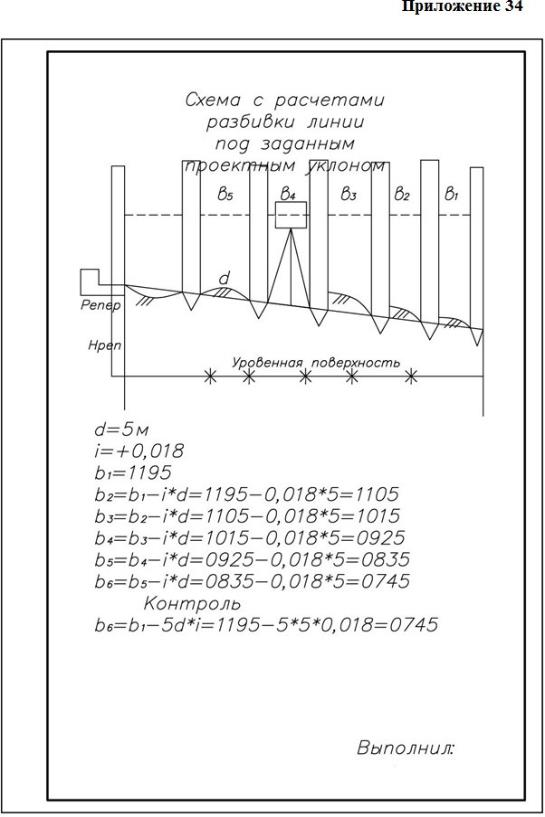 Приложение 34
Схема с расчетами
разбивки линии
под заданным
проектным уклоном
b₅ b₄ b₃ b₂ b₁
d
Репер
Hреп
Уровенная поверхность
d=5м
i=+0,018
b₁=1195
b₂=b₁-i*d=1195-0,018*5=1105
b₃=b₂-i*d=1105-0,018*5=1015
b₄=b₃-i*d=1015-0,018*5=0925
b₅=b₄-i*d=0925-0,018*5=0835
b₆=b₅-i*d=0835-0,018*5=0745
Контроль
b₆=b₁-5d*i=1195-5*5*0,018=0745
Выполнил: